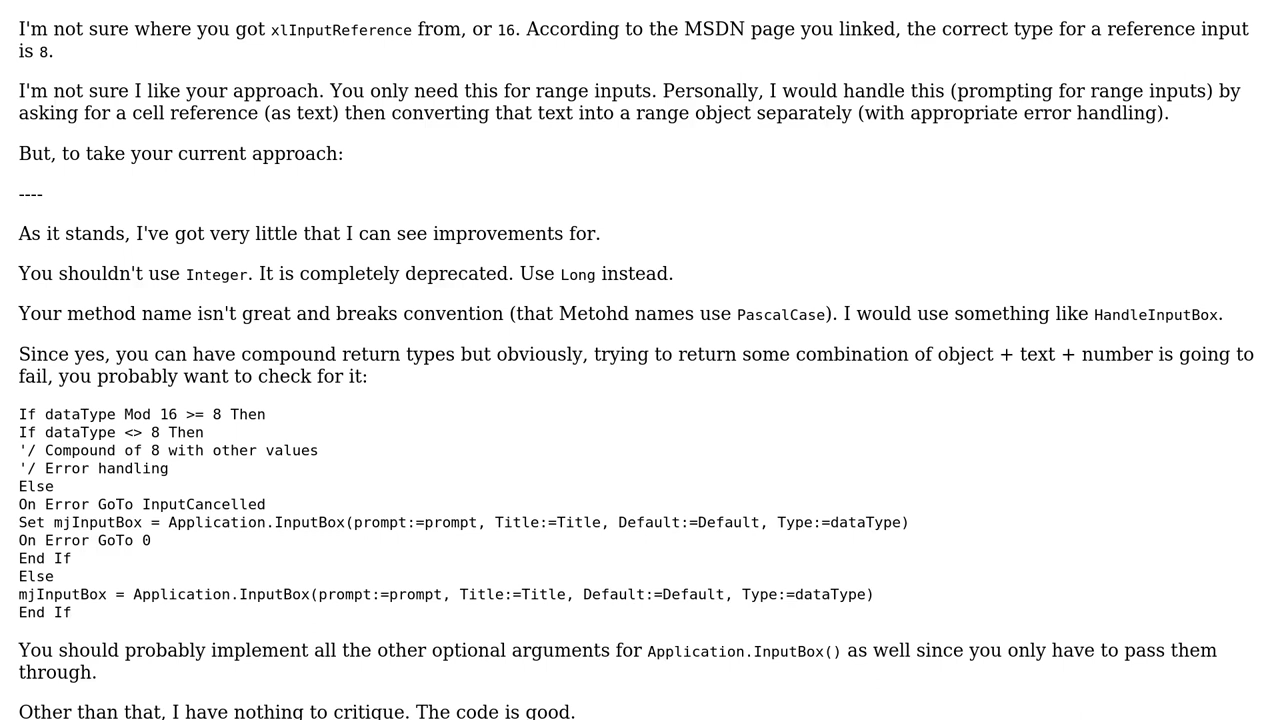 I'm not sure where you got xlInputReference from, or 16. According to the MSDN page you linked, the correct type for a reference input
is 8.
I'm not sure I like your approach. You only need this for range inputs. Personally, I would handle this (prompting for range inputs) by
asking for a cell reference (as text) then converting that text into a range object separately (with appropriate error handling).
But, to take your current approach:
----
As it stands, I've got very little that I can see improvements for.
You shouldn't use Integer. It is completely deprecated. Use Long instead.
Your method name isn't great and breaks convention (that Metohd names use PascalCase). I would use something like HandleInputBox.
Since yes, you can have compound return types but obviously, trying to return some combination of object + text + number is going to
fail, you probably want to check for it:
If dataType Mod 16 >= 8 Then
If dataType <> 8 Then
'/ Compound of 8 with other values
'/ Error handling
Else
On Error GoTo InputCancelled
Set mjInputBox = Application.InputBox(prompt:=prompt, Title:=Title, Default:=Default, Type:=dataType)
On Error GoTo 0
End If
Else
mjInputBox = Application.InputBox(prompt:=prompt, Title:=Title, Default:=Default, Type:=dataType)
End If
You should probably implement all the other optional arguments for Application.InputBox() as well since you only have to pass them
through.
Other than that, I have nothing to critique. The code is good.